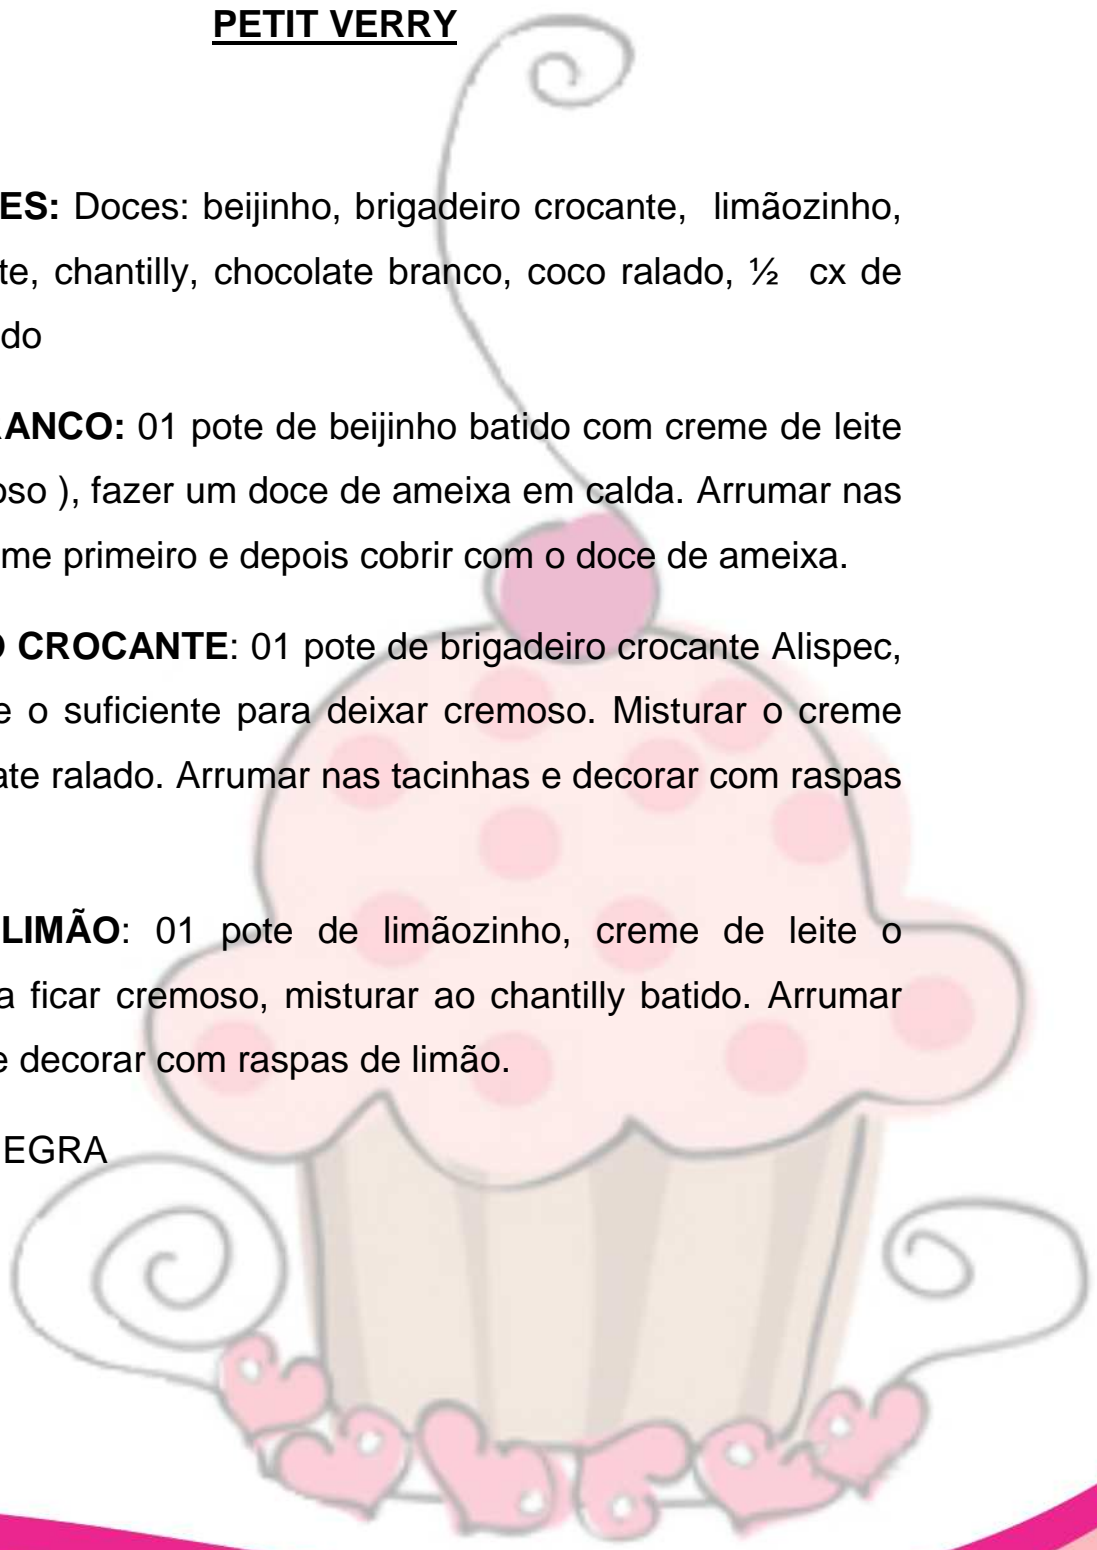 PETIT VERRY
ES: Doces: beijinho, brigadeiro crocante, limãozinho,
te, chantilly, chocolate branco, coco ralado, ½ cx de
do
RANCO: 01 pote de beijinho batido com creme de leite
oso ), fazer um doce de ameixa em calda. Arrumar nas
me primeiro e depois cobrir com o doce de ameixa.
O CROCANTE: 01 pote de brigadeiro crocante Alispec,
e o suficiente para deixar cremoso. Misturar o creme
ate ralado. Arrumar nas tacinhas e decorar com raspas
LIMÃO: 01 pote de limãozinho, creme de leite o
a ficar cremoso, misturar ao chantilly batido. Arrumar
e decorar com raspas de limão.
EGRA